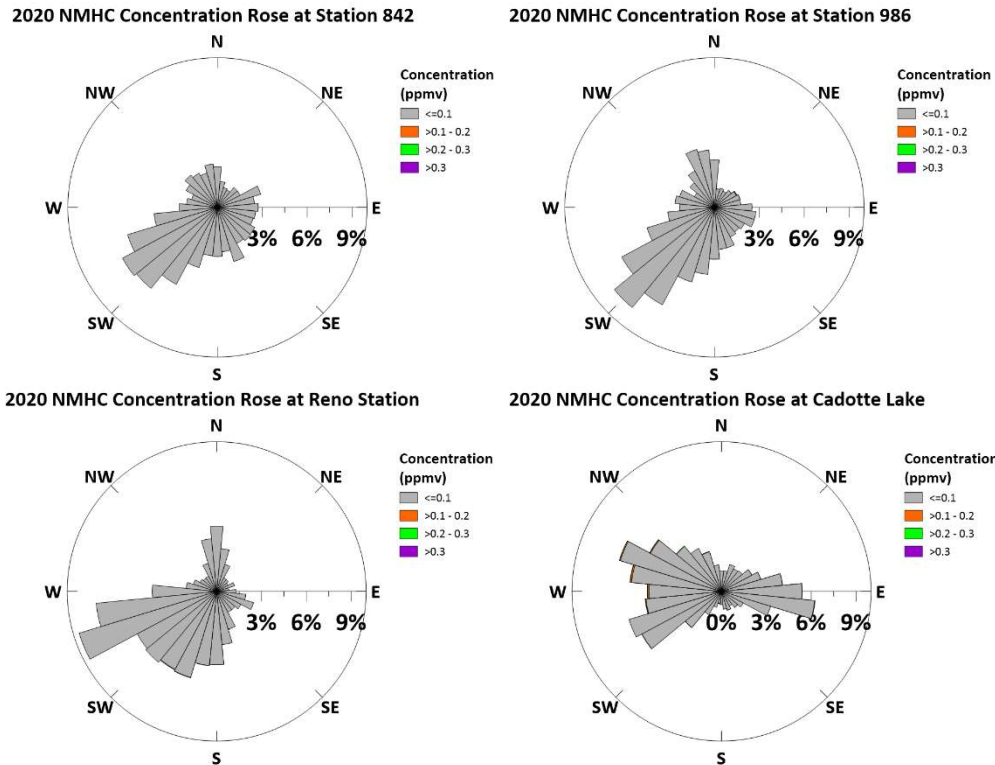 2020 NMHC Concentration Rose at Station 842
N
NW
NE
W
E
3% 6% 9%
SW
SE
S
Concentration
(ppmv)
<=0.1
>0.1 - 0.2
>0.2 - 0.3
>0.3
2020 NMHC Concentration Rose at Station 986
N
NW
NE
W
E
3% 6% 9%
SW
SE
S
Concentration
(ppmv)
<=0.1
>0.1 - 0.2
>0.2 - 0.3
>0.3
2020 NMHC Concentration Rose at Reno Station
N
NW
NE
W
E
3% 6% 9%
SW
SE
S
Concentration
(ppmv)
<=0.1
>0.1 - 0.2
>0.2 - 0.3
>0.3
2020 NMHC Concentration Rose at Cadotte Lake
N
NW
NE
W
E
0% 3% 6% 9%
SW
SE
S
Concentration
(ppmv)
<=0.1
>0.1 - 0.2
>0.2 - 0.3
>0.3